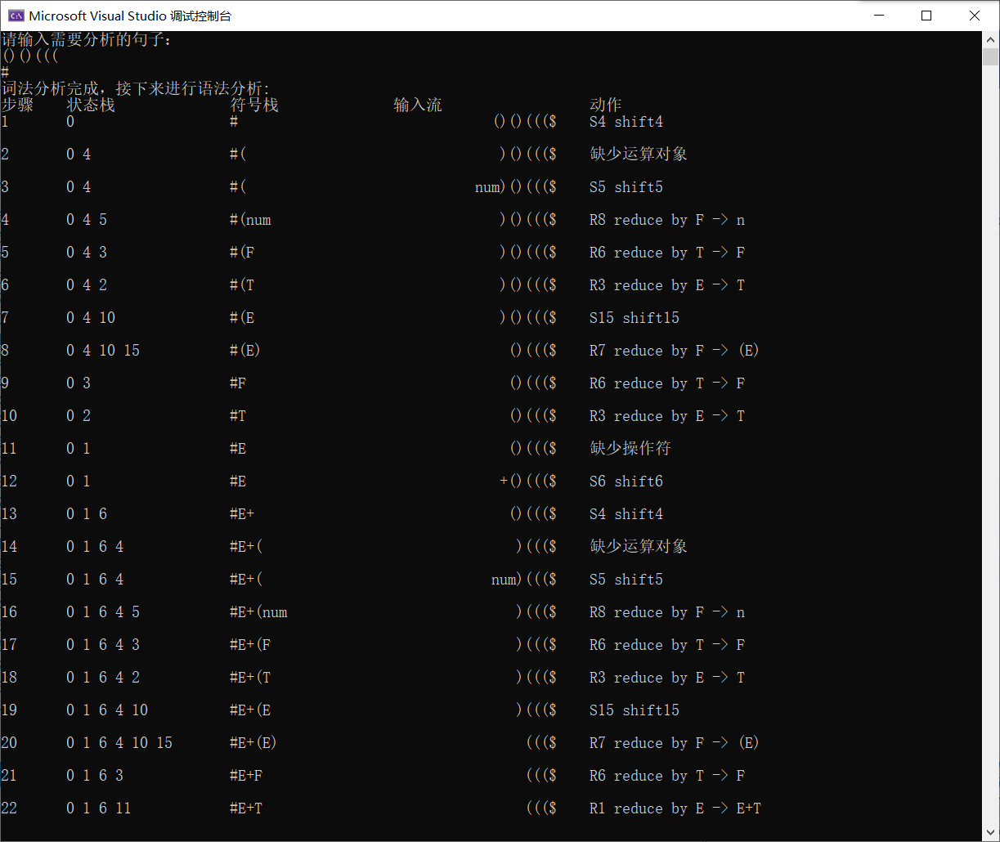 Microsoft Visual Studio 调试控制台
请输入需要分析的句子:
()()(((
#
词法分析完成，接下来进行语法分析:
步骤 状态栈 符号栈 输入流 动作
1 0 # ()()((($ S4 shift4
2 0 4 #( )()((($ 缺少运算对象
3 0 4 #( num)()((($ S5 shift5
4 0 4 5 #(num )()((($ R8 reduce by F -> n
5 0 4 3 #(F )()((($ R6 reduce by T -> F
6 0 4 2 #(T )()((($ R3 reduce by E -> T
7 0 4 10 #(E )()((($ S15 shift15
8 0 4 10 15 #(E) ()((($ R7 reduce by F -> (E)
9 0 3 #F ()((($ R6 reduce by T -> F
10 0 2 #T ()((($ R3 reduce by E -> T
11 0 1 #E ()((($ 缺少操作符
12 0 1 #E +()((($ S6 shift6
13 0 1 6 #E+ ()((($ S4 shift4
14 0 1 6 4 #E+( )((($ 缺少运算对象
15 0 1 6 4 #E+( num)((($ S5 shift5
16 0 1 6 4 5 #E+(num )((($ R8 reduce by F -> n
17 0 1 6 4 3 #E+(F )((($ R6 reduce by T -> F
18 0 1 6 4 2 #E+(T )((($ R3 reduce by E -> T
19 0 1 6 4 10 #E+(E )((($ S15 shift15
20 0 1 6 4 10 15 #E+(E) ((($ R7 reduce by F -> (E)
21 0 1 6 3 #E+F ((($ R6 reduce by T -> F
22 0 1 6 11 #E+T ((($ R1 reduce by E -> E+T